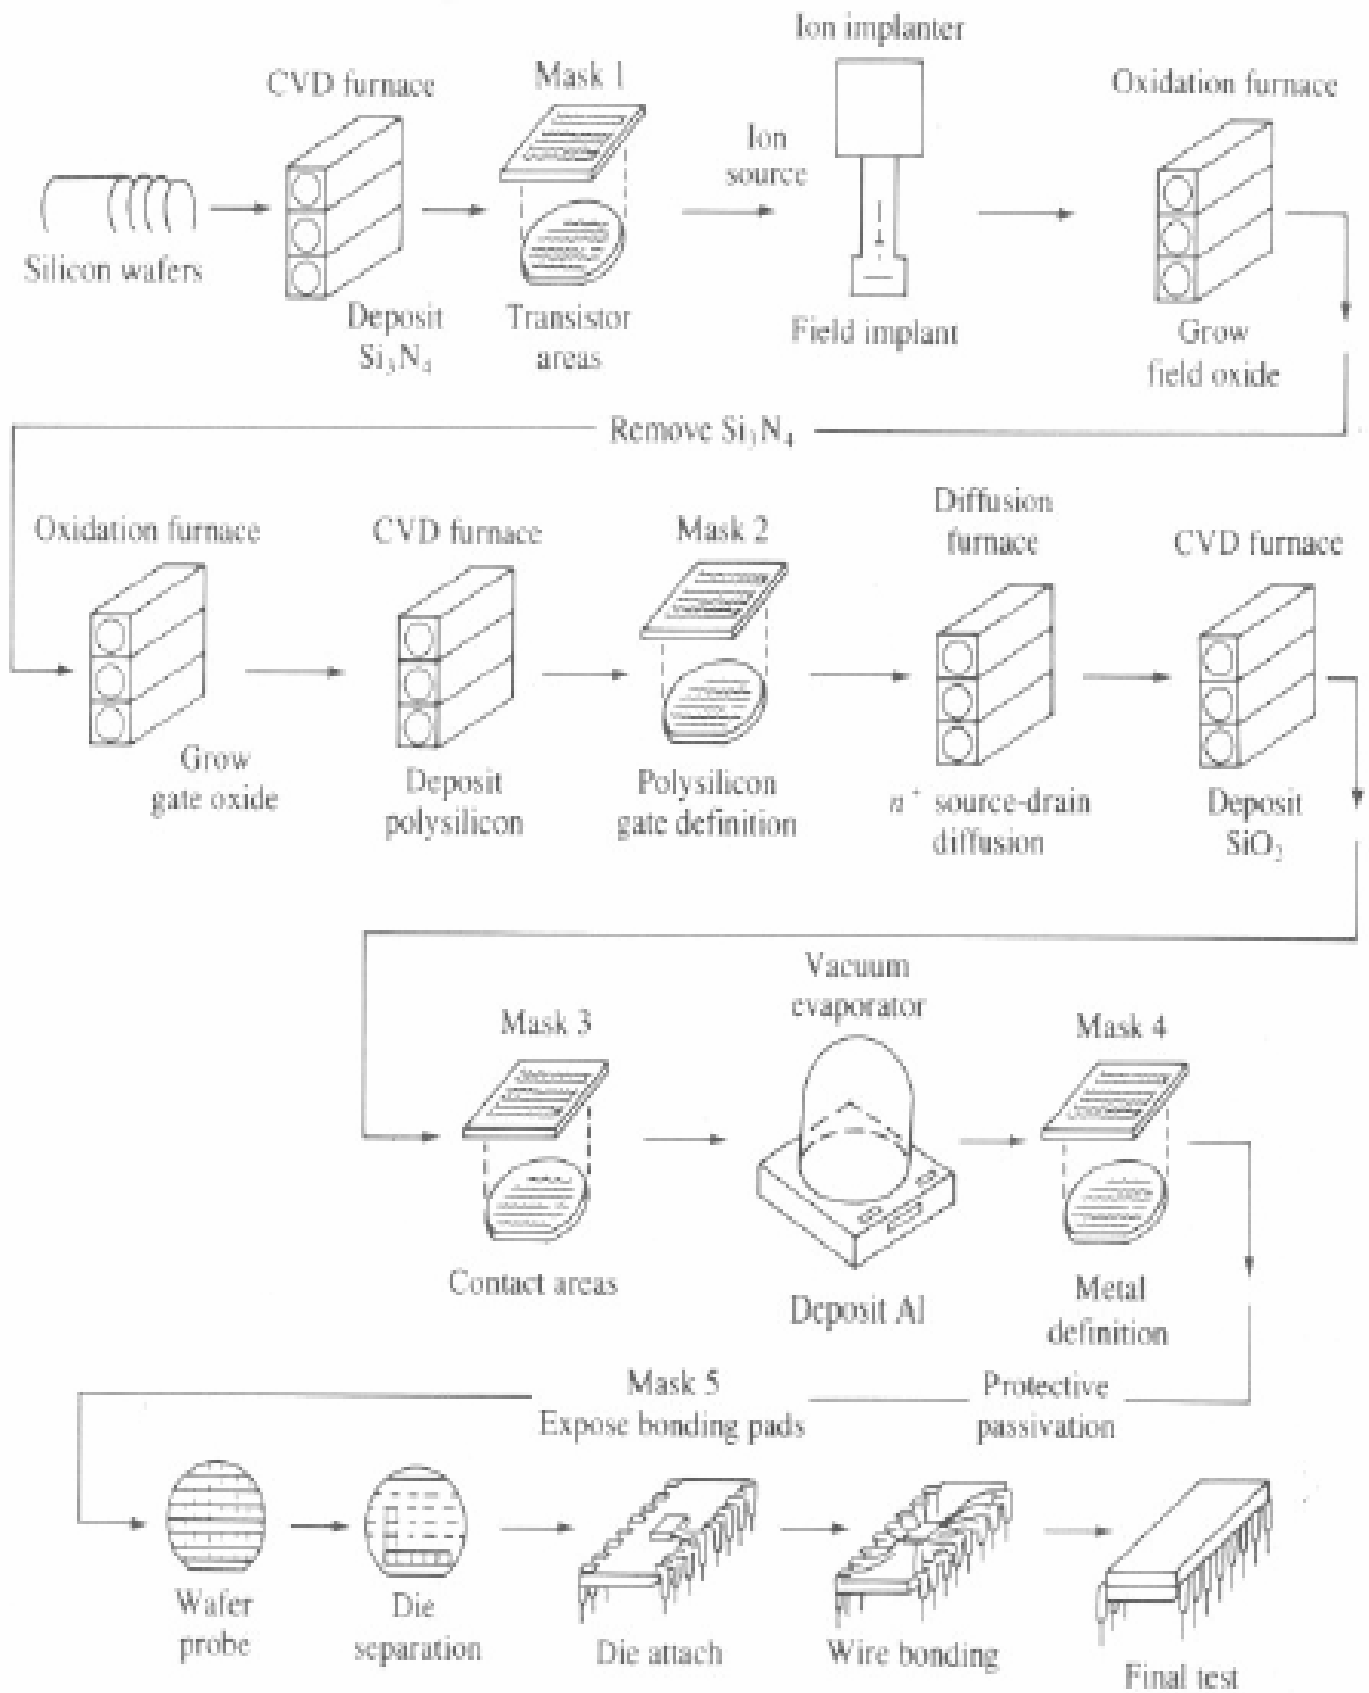 Ion implanter
CVD furnace
Mask 1
Oxidation furnace
Ion
source
Silicon wafers
Deposit
Si₃N₄
Transistor
areas
Field implant
Grow
field oxide
Remove Si₃N₄
Oxidation furnace
CVD furnace
Mask 2
Diffusion
furnace
CVD furnace
Grow
gate oxide
Deposit
polysilicon
Polysilicon
gate definition
n⁺ source-drain
diffusion
Deposit
SiO₂
Mask 3
Vacuum
evaporator
Mask 4
Contact areas
Deposit Al
Metal
definition
Mask 5
Expose bonding pads
Protective
passivation
Wafer
probe
Die
separation
Die attach
Wire bonding
Final test